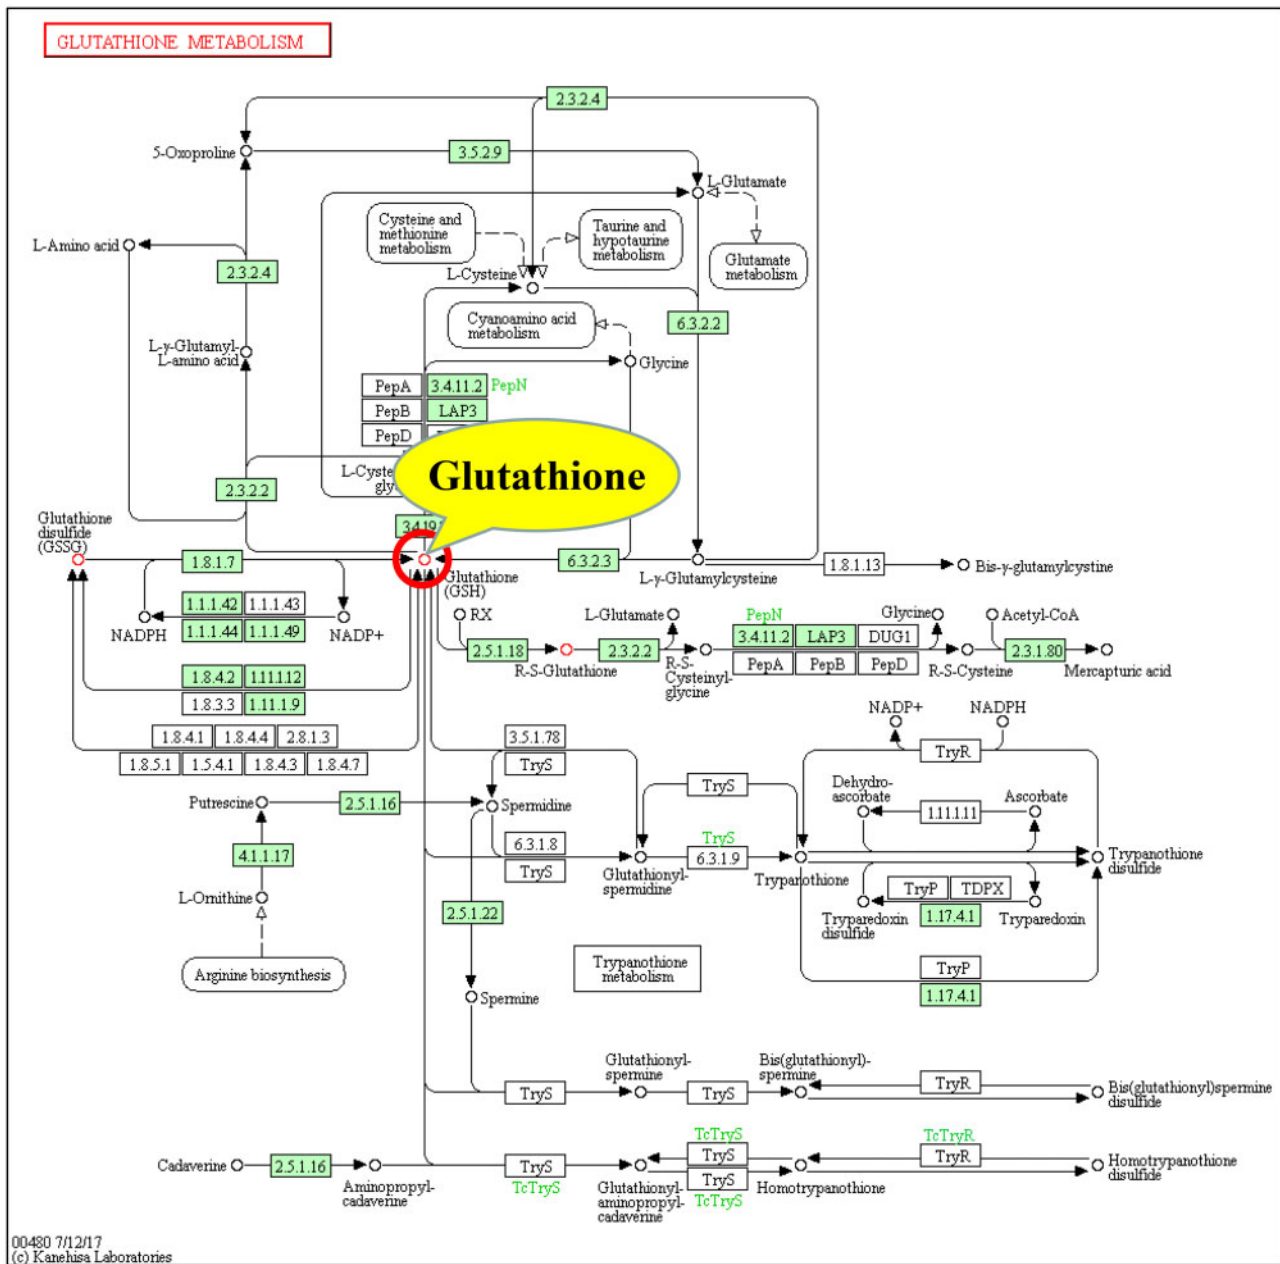 GLUTATHIONE METABOLISM
2.3.2.4
5-Oxoproline
3.5.2.9
L-Glutamate
Cysteine and
methionine
metabolism
Taurine and
hypotaurine
metabolism
L-Amino acid
Glutamate
metabolism
2.3.2.4
L-Cysteine
Cyanoamino acid
metabolism
6.3.2.2
L-γ-Glutamyl-
L-amino acid
Glycine
PepA
3.4.11.2
PepN
PepB
LAP3
PepD
Glutathione
2.3.2.2
Glutathione
disulfide
(GSSG)
1.8.1.7
6.3.2.3
1.8.1.13
Bis-γ-glutamylcystine
Glutathione
(GSH)
L-γ-Glutamylcysteine
1.1.1.42
1.1.1.43
NADPH
1.1.1.44
1.1.1.49
NADP+
RX
L-Glutamate
PepN
Glycine
Acetyl-CoA
2.5.1.18
2.3.2.2
3.4.11.2
LAP3
DUG1
2.3.1.80
R-S-Glutathione
R-S-
Cysteinyl-
glycine
PepA
PepB
PepD
R-S-Cysteine
Mercapturic acid
1.8.4.2
1.11.1.12
1.8.3.3
1.11.1.9
1.8.4.1
1.8.4.4
2.8.1.3
1.8.5.1
1.5.4.1
1.8.4.3
1.8.4.7
NADP+
NADPH
3.5.1.78
TryS
TryR
TryS
Dehydro-
ascorbate
Ascorbate
1.11.1.11
Putrescine
2.5.1.16
Spermidine
6.3.1.8
TryS
TryS
6.3.1.9
4.1.1.17
Glutathionyl-
spermidine
Trypanothione
Trypanothione
disulfide
L-Ornithine
TryP
TDPX
2.5.1.22
Tryparedoxin
disulfide
1.17.4.1
Tryparedoxin
Arginine biosynthesis
Trypanothione
metabolism
TryP
1.17.4.1
Spermine
Glutathionyl-
spermine
Bis(glutathionyl)-
spermine
TryS
TryS
TryR
Bis(glutathionyl)spermine
disulfide
TcTryS
TcTryR
Cadaverine
2.5.1.16
TryS
TryS
TryR
Homotrypanothione
disulfide
Aminopropyl-
cadaverine
TcTryS
Glutathionyl-
aminopropyl-
cadaverine
TryS
TcTryS
Homotrypanothione
00480 7/12/17
(c) Kanehisa Laboratories